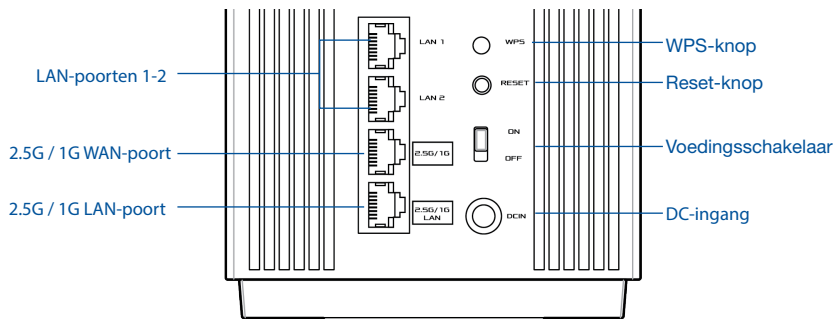 LAN 1
WPS
WPS-knop
LAN-poorten 1-2
RESET
Reset-knop
LAN 2
ON
2.5G / 1G WAN-poort
2.5G/1G
Voedingsschakelaar
OFF
2.5G / 1G LAN-poort
2.5G/1G
LAN
DCIN
DC-ingang